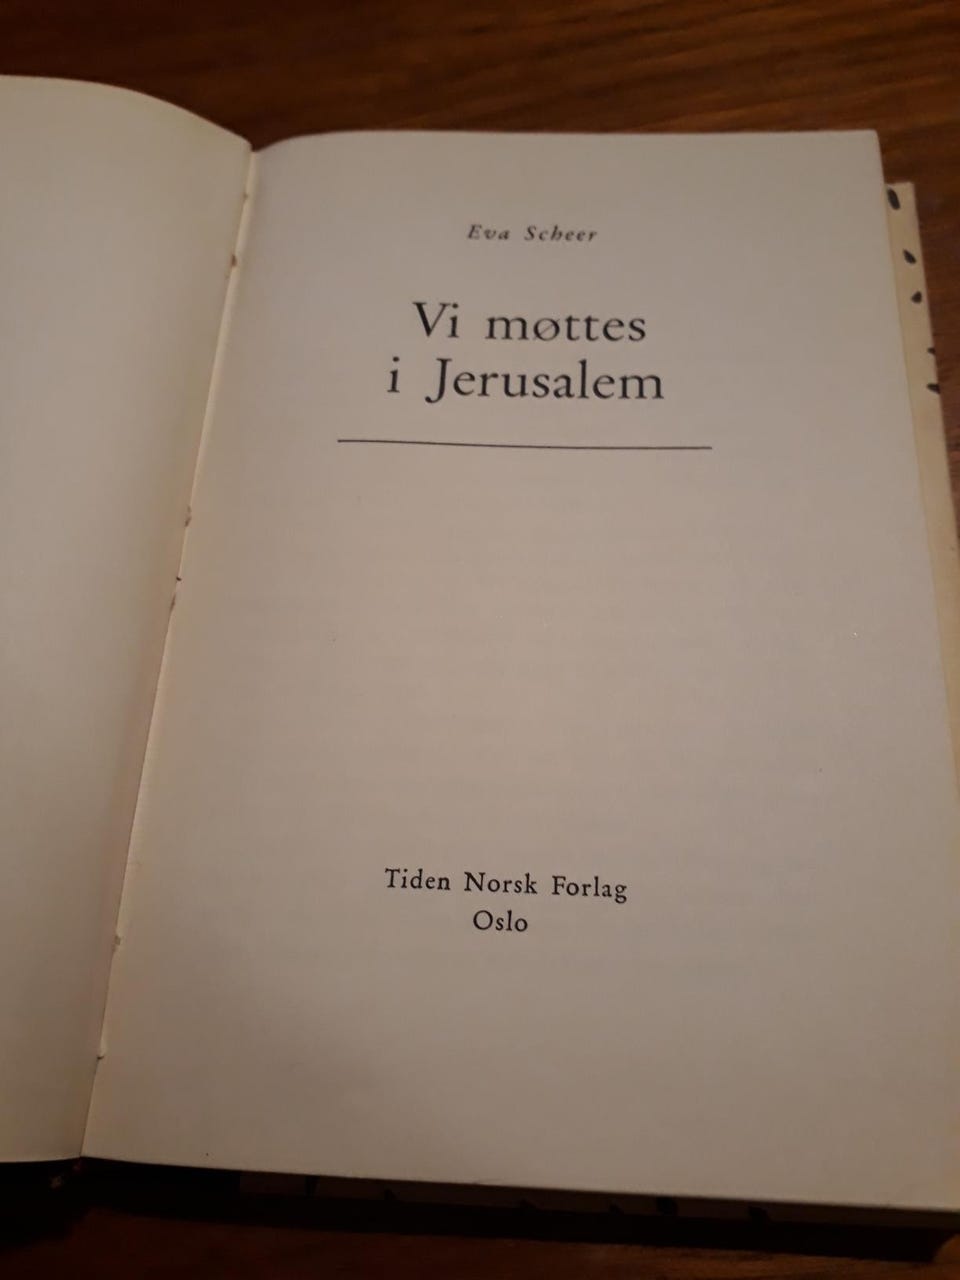 Eva Scheer
Vi møttes
i Jerusalem
Tiden Norsk Forlag
Oslo